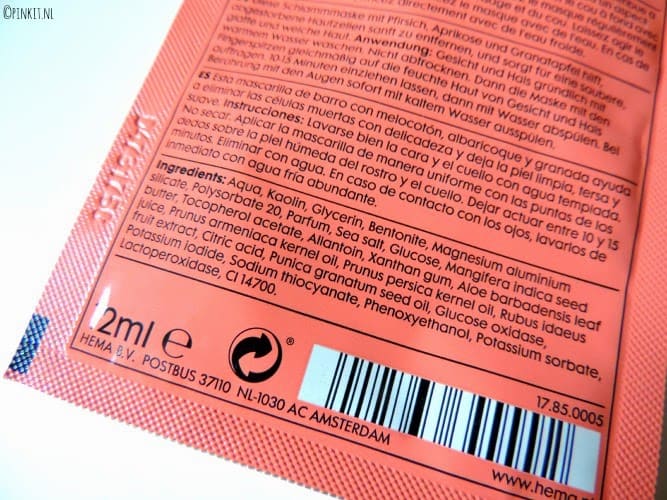 ©PINKIT.NL
diese Schlammmaske mit Pfirsich, Aprikose und Granatapfel hilft,
abgestorbene Hautzellen sanft zu entfernen, und sorgt für eine saubere,
glatte und weiche Haut. Anwendung: Gesicht und Hals gründlich mit
warmem Wasser waschen. Nicht abtrocknen. Dann die Maske mit den
Fingerspitzen gleichmäßig auf die feuchte Haut von Gesicht und Hals
auftragen. 10-15 Minuten einziehen lassen, dann mit Wasser abspülen. Bei
Berührung mit den Augen sofort mit kaltem Wasser ausspülen.
ES Esta mascarilla de barro con melocotón, albaricoque y granada ayuda
a eliminar las células muertas con delicadeza y deja la piel limpia, tersa y
suave. Instrucciones: Lavarse bien la cara y el cuello con agua templada.
No secar. Aplicar la mascarilla de manera uniforme con las puntas de los
dedos sobre la piel húmeda del rostro y el cuello. Dejar actuar entre 10 y 15
minutos. Eliminar con agua. En caso de contacto con los ojos, lavarlos de
inmediato con agua fría abundante.
Ingredients: Aqua, Kaolin, Glycerin, Bentonite, Magnesium aluminium
silicate, Polysorbate 20, Parfum, Sea salt, Glucose, Mangifera indica seed
butter, Tocopherol acetate, Allantoin, Xanthan gum, Aloe barbadensis leaf
juice, Prunus armeniaca kernel oil, Prunus persica kernel oil, Rubus idaeus
fruit extract, Citric acid, Punica granatum seed oil, Glucose oxidase,
Potassium iodide, Sodium thiocyanate, Phenoxyethanol, Potassium sorbate,
Lactoperoxidase, CI 14700.
12ml e
®
HEMA B.V. POSTBUS 37110 NL-1030 AC AMSTERDAM
17.85.0005
www.hema